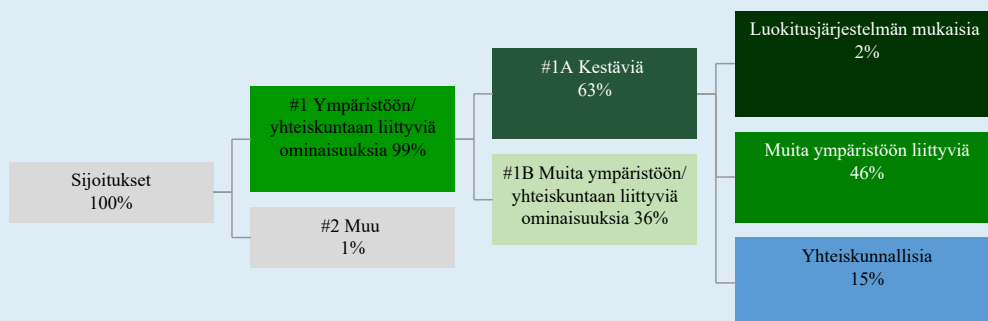 Sijoitukset
100%
#1 Ympäristöön/
yhteiskuntaan liittyviä
ominaisuuksia 99%
#2 Muu
1%
#1A Kestäviä
63%
#1B Muita ympäristöön/
yhteiskuntaan liittyviä
ominaisuuksia 36%
Luokitusjärjestelmän mukaisia
2%
Muita ympäristöön liittyviä
46%
Yhteiskunnallisia
15%